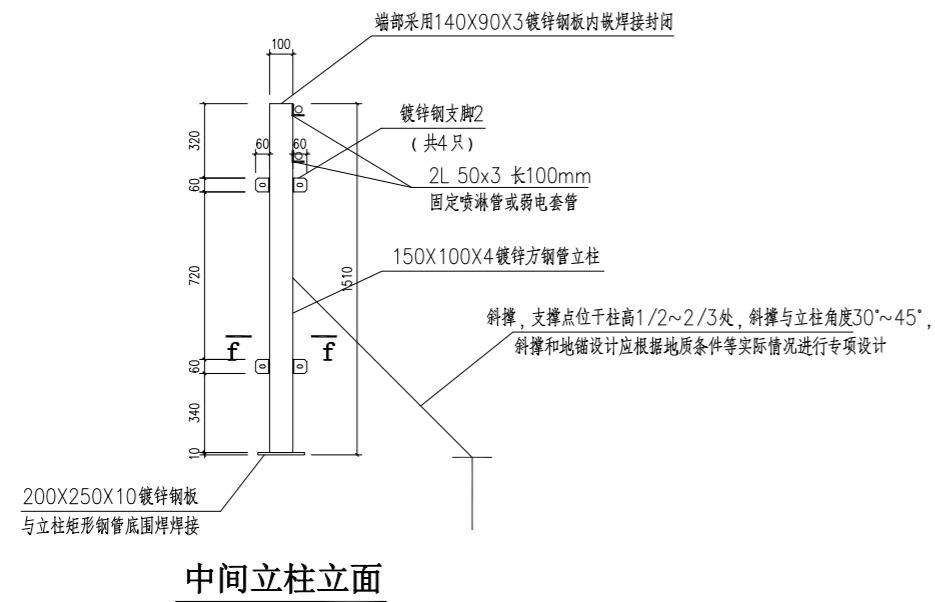 端部采用140X90X3镀锌钢板内嵌焊接封闭
100
镀锌钢支脚2
(共4只)
320
60
60
2L 50x3 长100mm
固定喷淋管或弱电套管
60
150X100X4镀锌方钢管立柱
720
1510
斜撑，支撑点位于柱高1/2~2/3处，斜撑与立柱角度30°~45°，
斜撑和地锚设计应根据地质条件等实际情况进行专项设计
f
f
60
340
10
200X250X10镀锌钢板
与立柱矩形钢管底围焊焊接
中间立柱立面